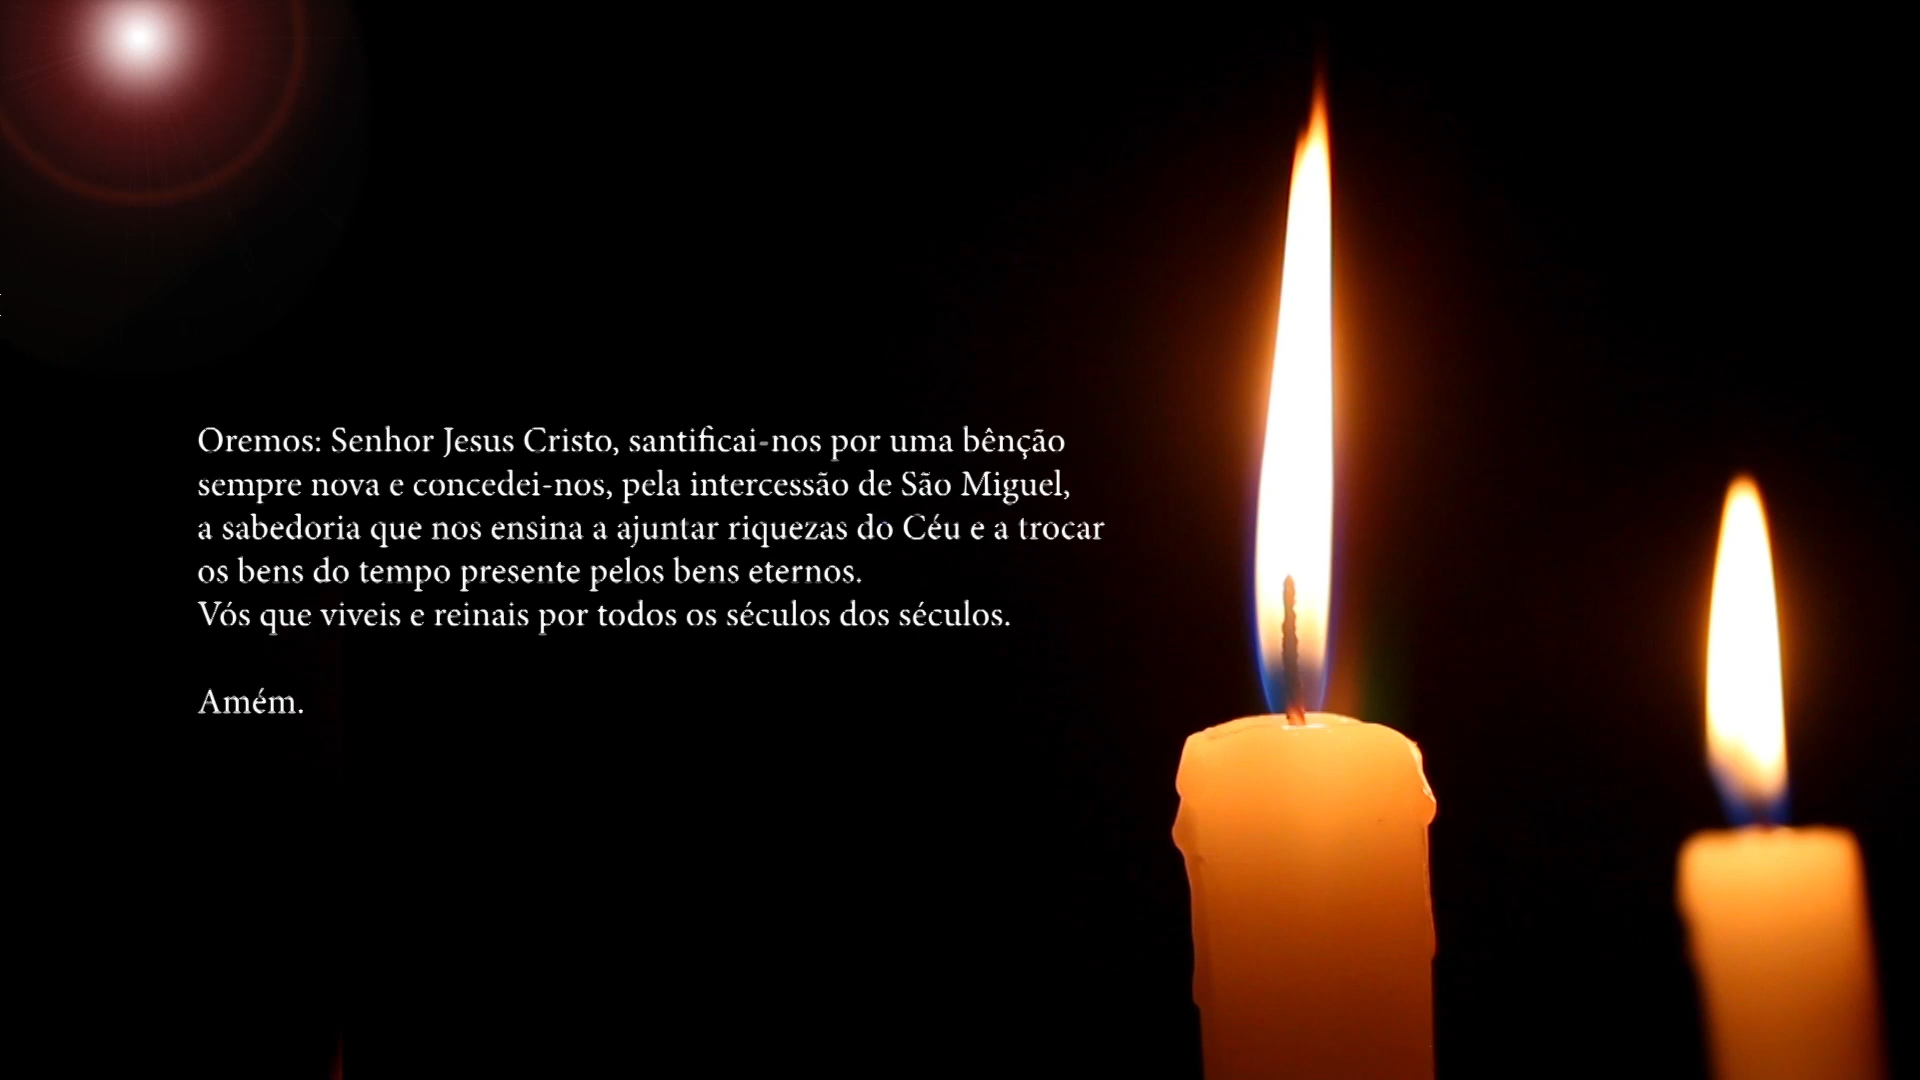 Oremos: Senhor Jesus Cristo, santificai-nos por uma bênção
sempre nova e concedei-nos, pela intercessão de São Miguel,
a sabedoria que nos ensina a ajuntar riquezas do Céu e a trocar
os bens do tempo presente pelos bens eternos.
Vós que viveis e reinais por todos os séculos dos séculos.
Amém.